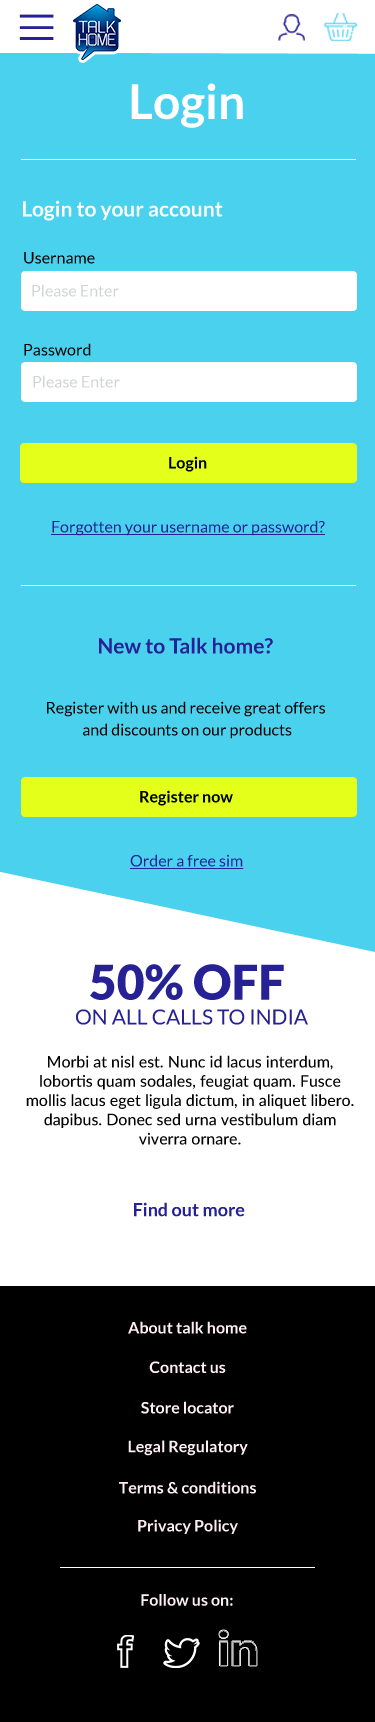 TALK
HOME
Login
Login to your account
Username
Please Enter
Password
Please Enter
Login
Forgotten your username or password?
New to Talk home?
Register with us and receive great offers
and discounts on our products
Register now
Order a free sim
50% OFF
ON ALL CALLS TO INDIA
Morbi at nisl est. Nunc id lacus interdum,
lobortis quam sodales, feugiat quam. Fusce
mollis lacus eget ligula dictum, in aliquet libero.
dapibus. Donec sed urna vestibulum diam
viverra ornare.
Find out more
About talk home
Contact us
Store locator
Legal Regulatory
Terms & conditions
Privacy Policy
Follow us on:
f
in